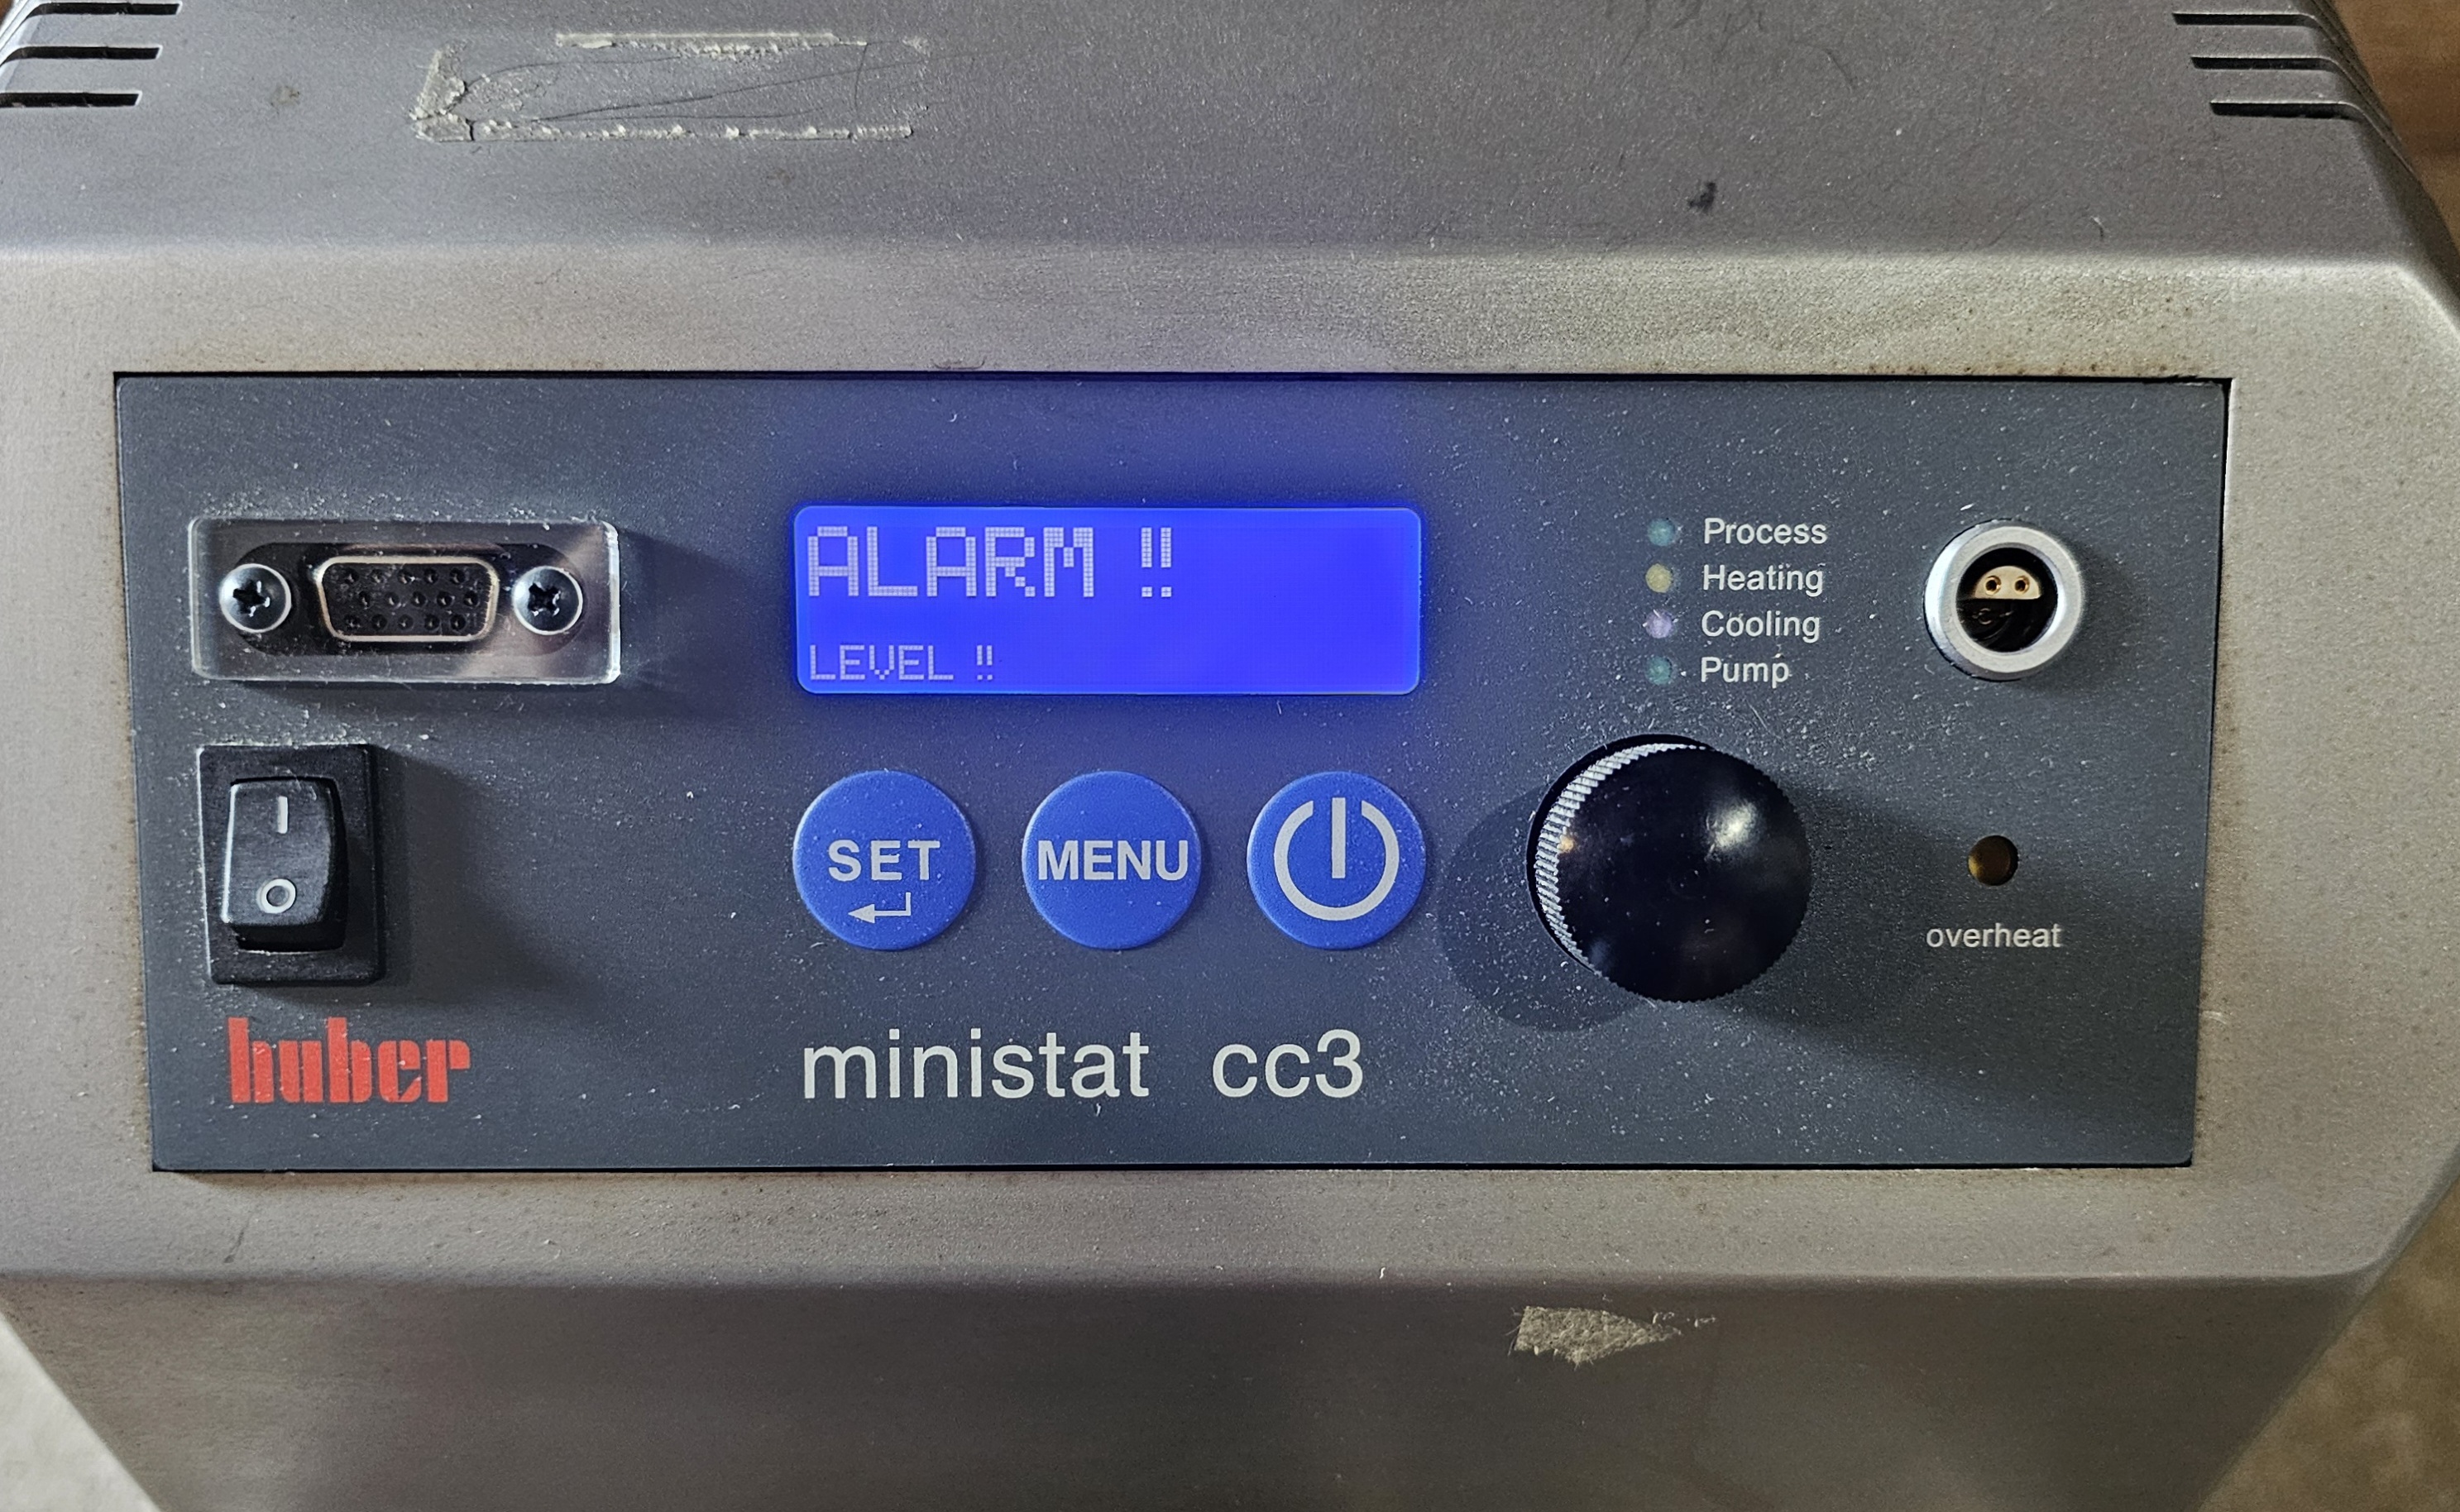 ALARM !!
LEVEL !!
Process
Heating
Cooling
Pump
I
O
SET
MENU
overheat
huber
ministat cc3